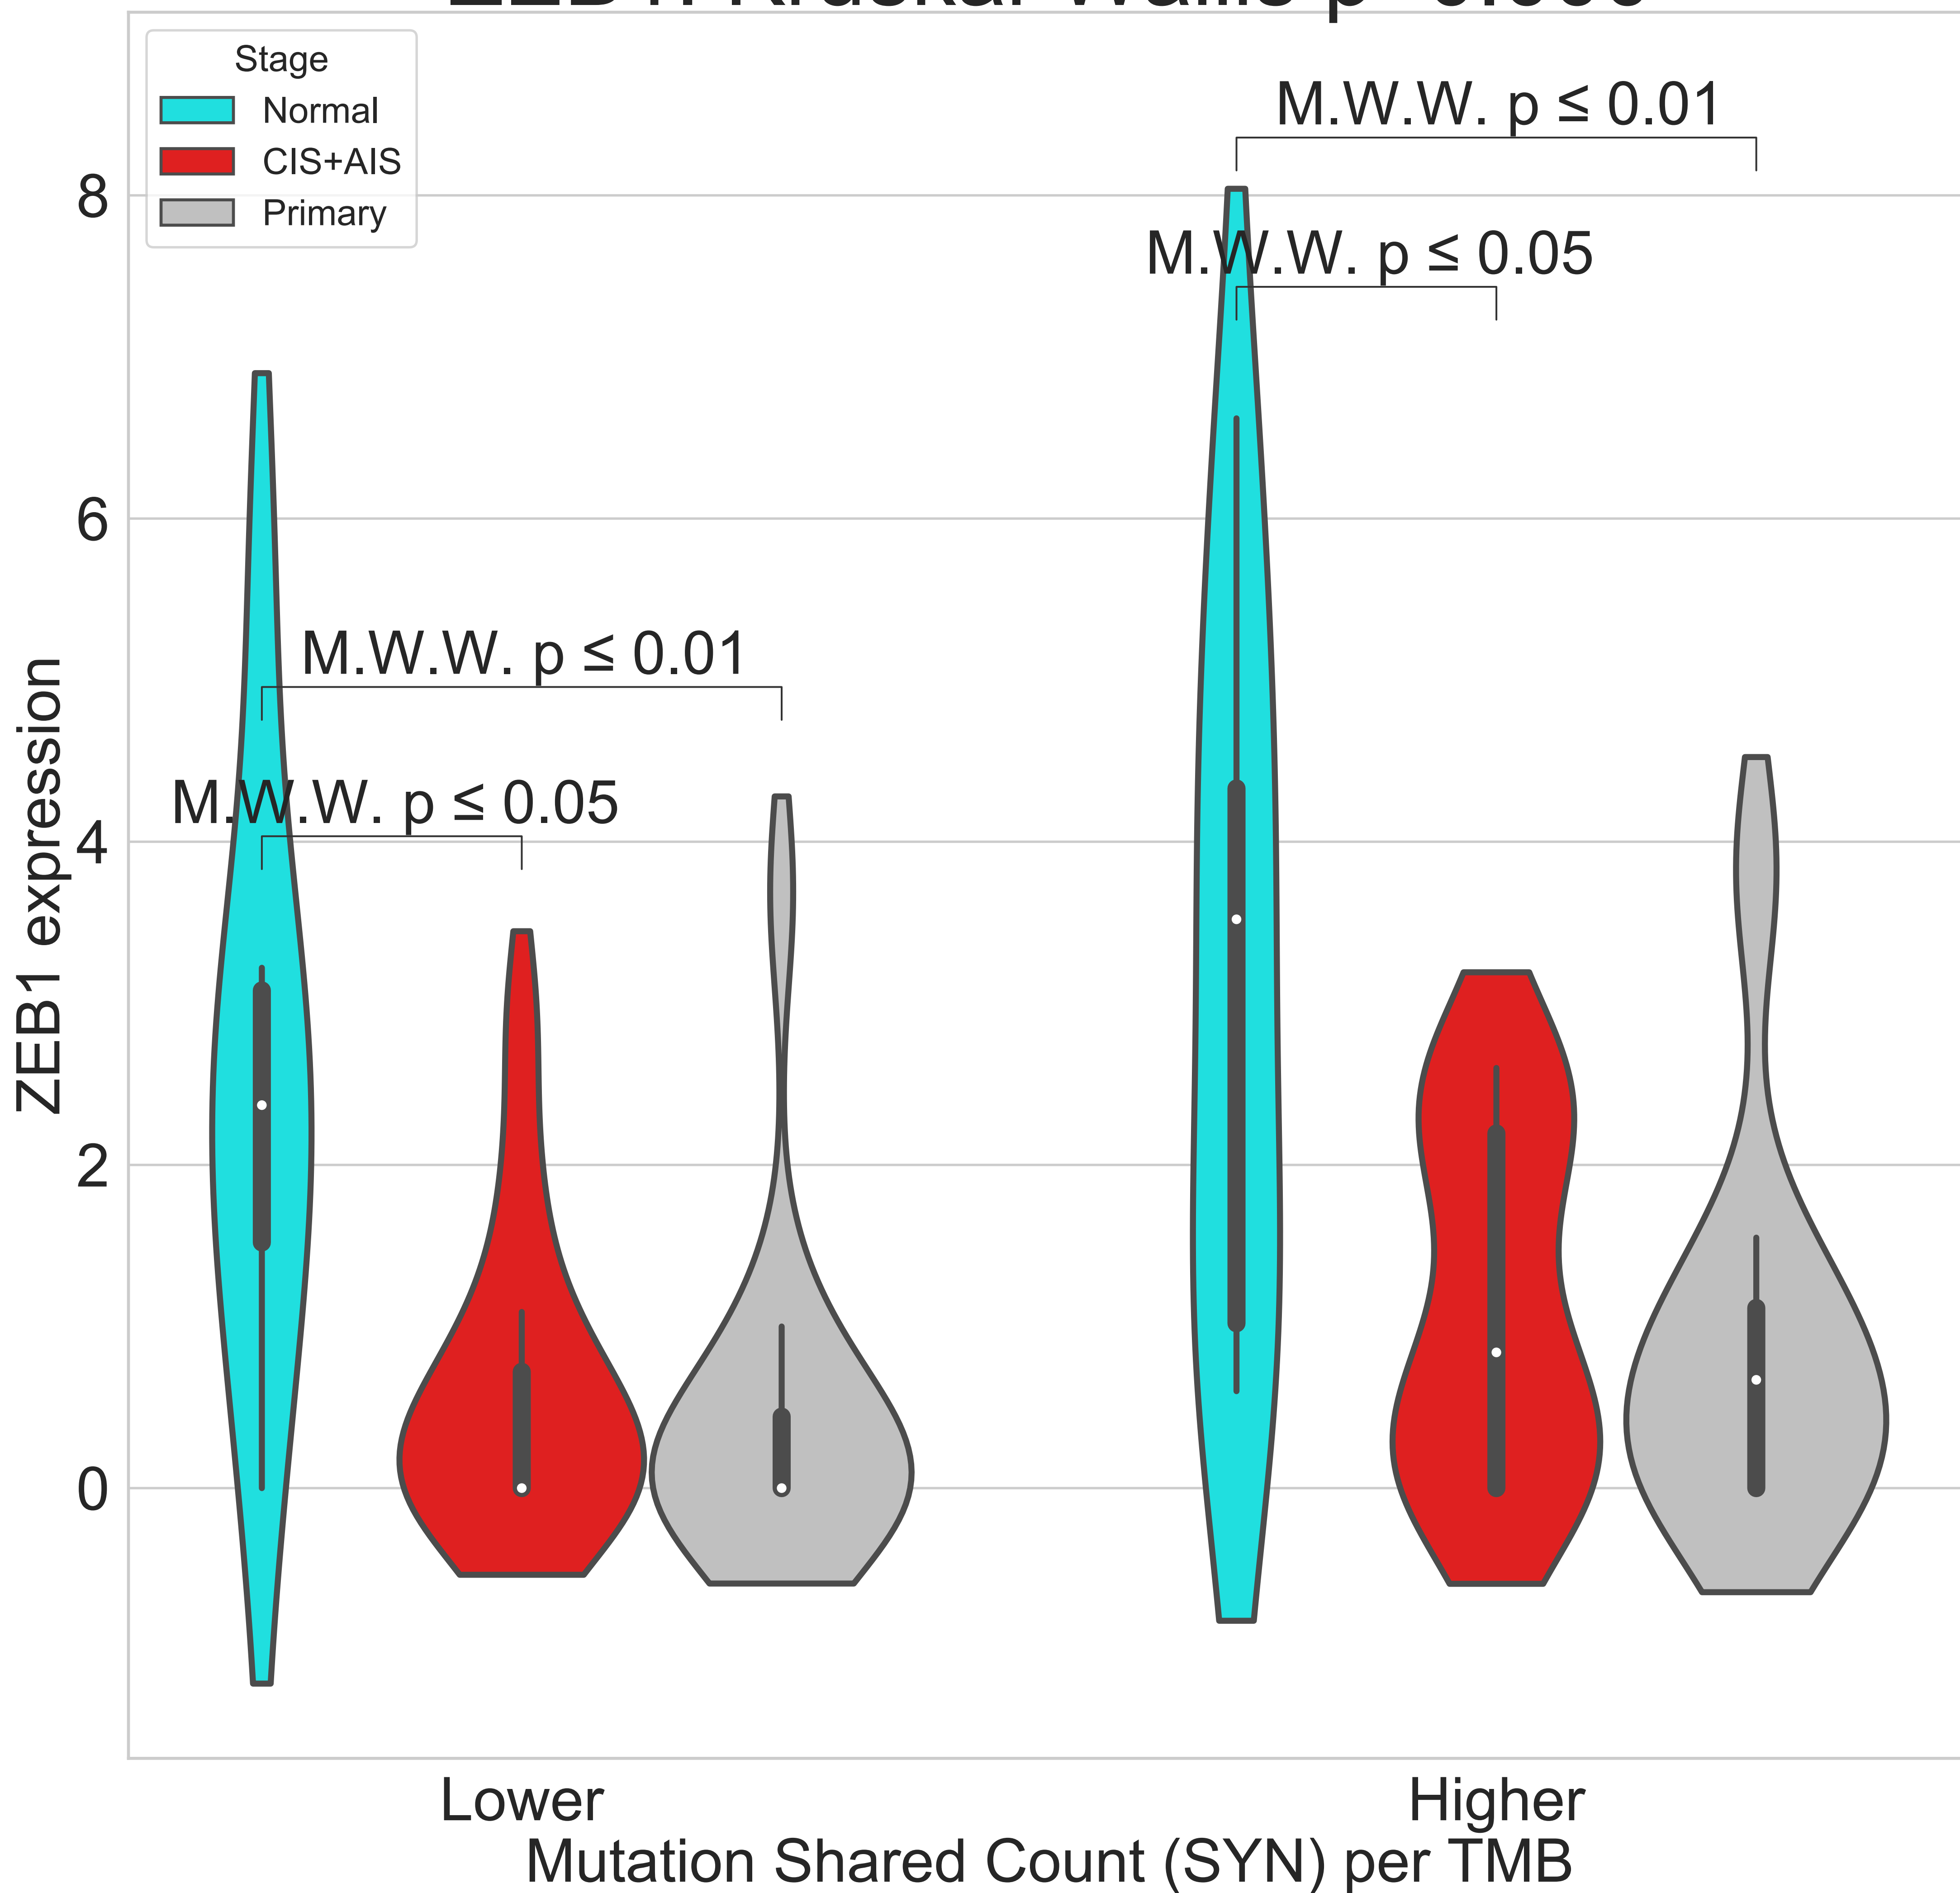 Stage
Normal
CIS+AIS
Primary
M.W.W. p ≤ 0.01
M.W.W. p ≤ 0.05
M.W.W. p ≤ 0.01
M.W.W. p ≤ 0.05
ZEB1 expression
8
6
4
2
0
Lower
Higher
Mutation Shared Count (SYN) per TMB